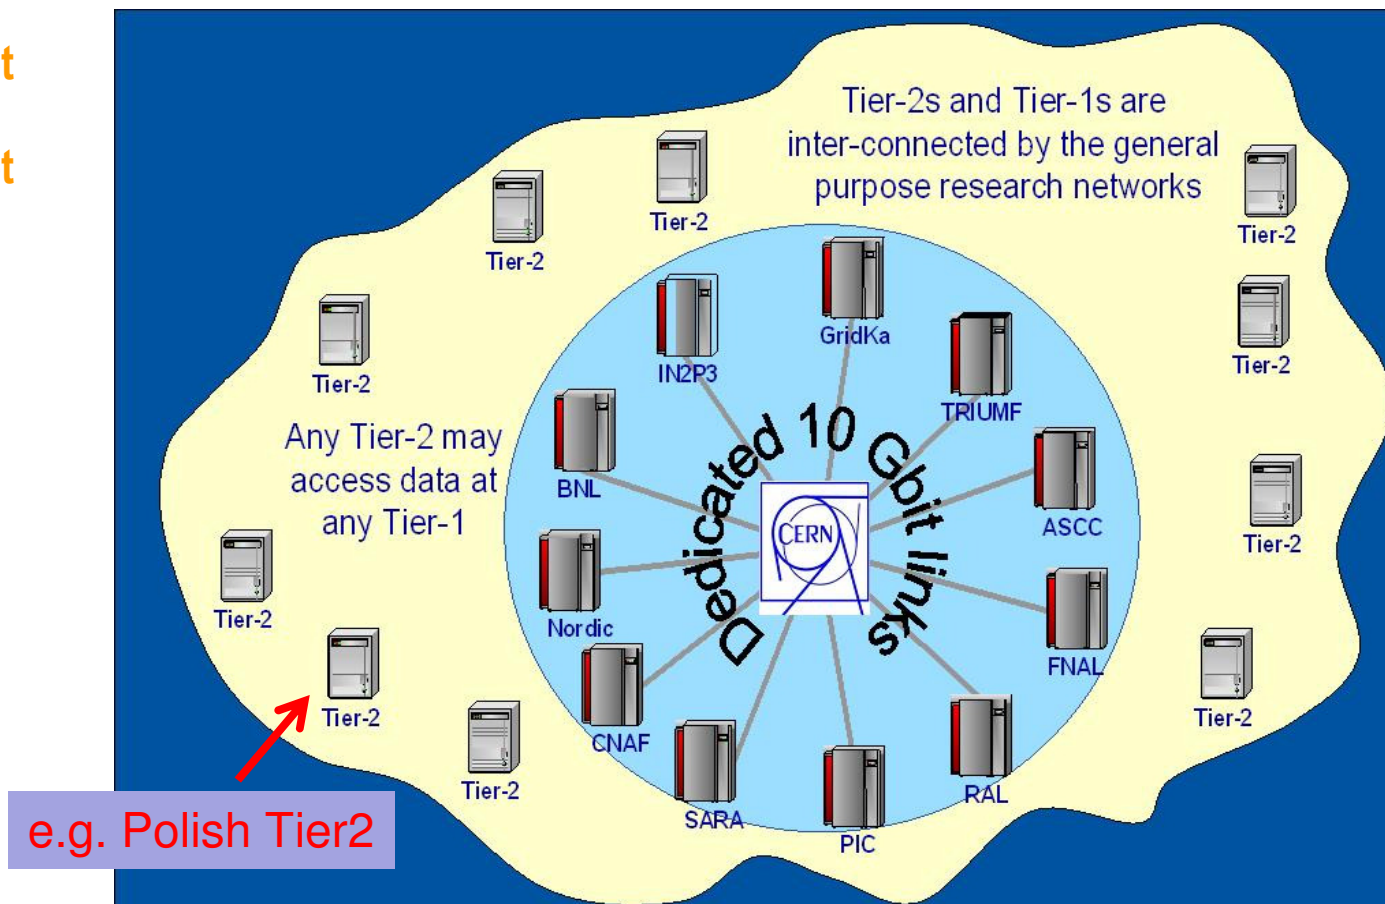 t
t
Tier-2s and Tier-1s are
inter-connected by the general
purpose research networks
Tier-2
Tier-2
Tier-2
Tier-2
Tier-2
GridKa
IN2P3
TRIUMF
Any Tier-2 may
access data at
any Tier-1
BNL
ASCC
Dedicated 10 Gbit links
CERN
Tier-2
Tier-2
Nordic
FNAL
Tier-2
Tier-2
CNAF
RAL
Tier-2
SARA
PIC
e.g. Polish Tier2